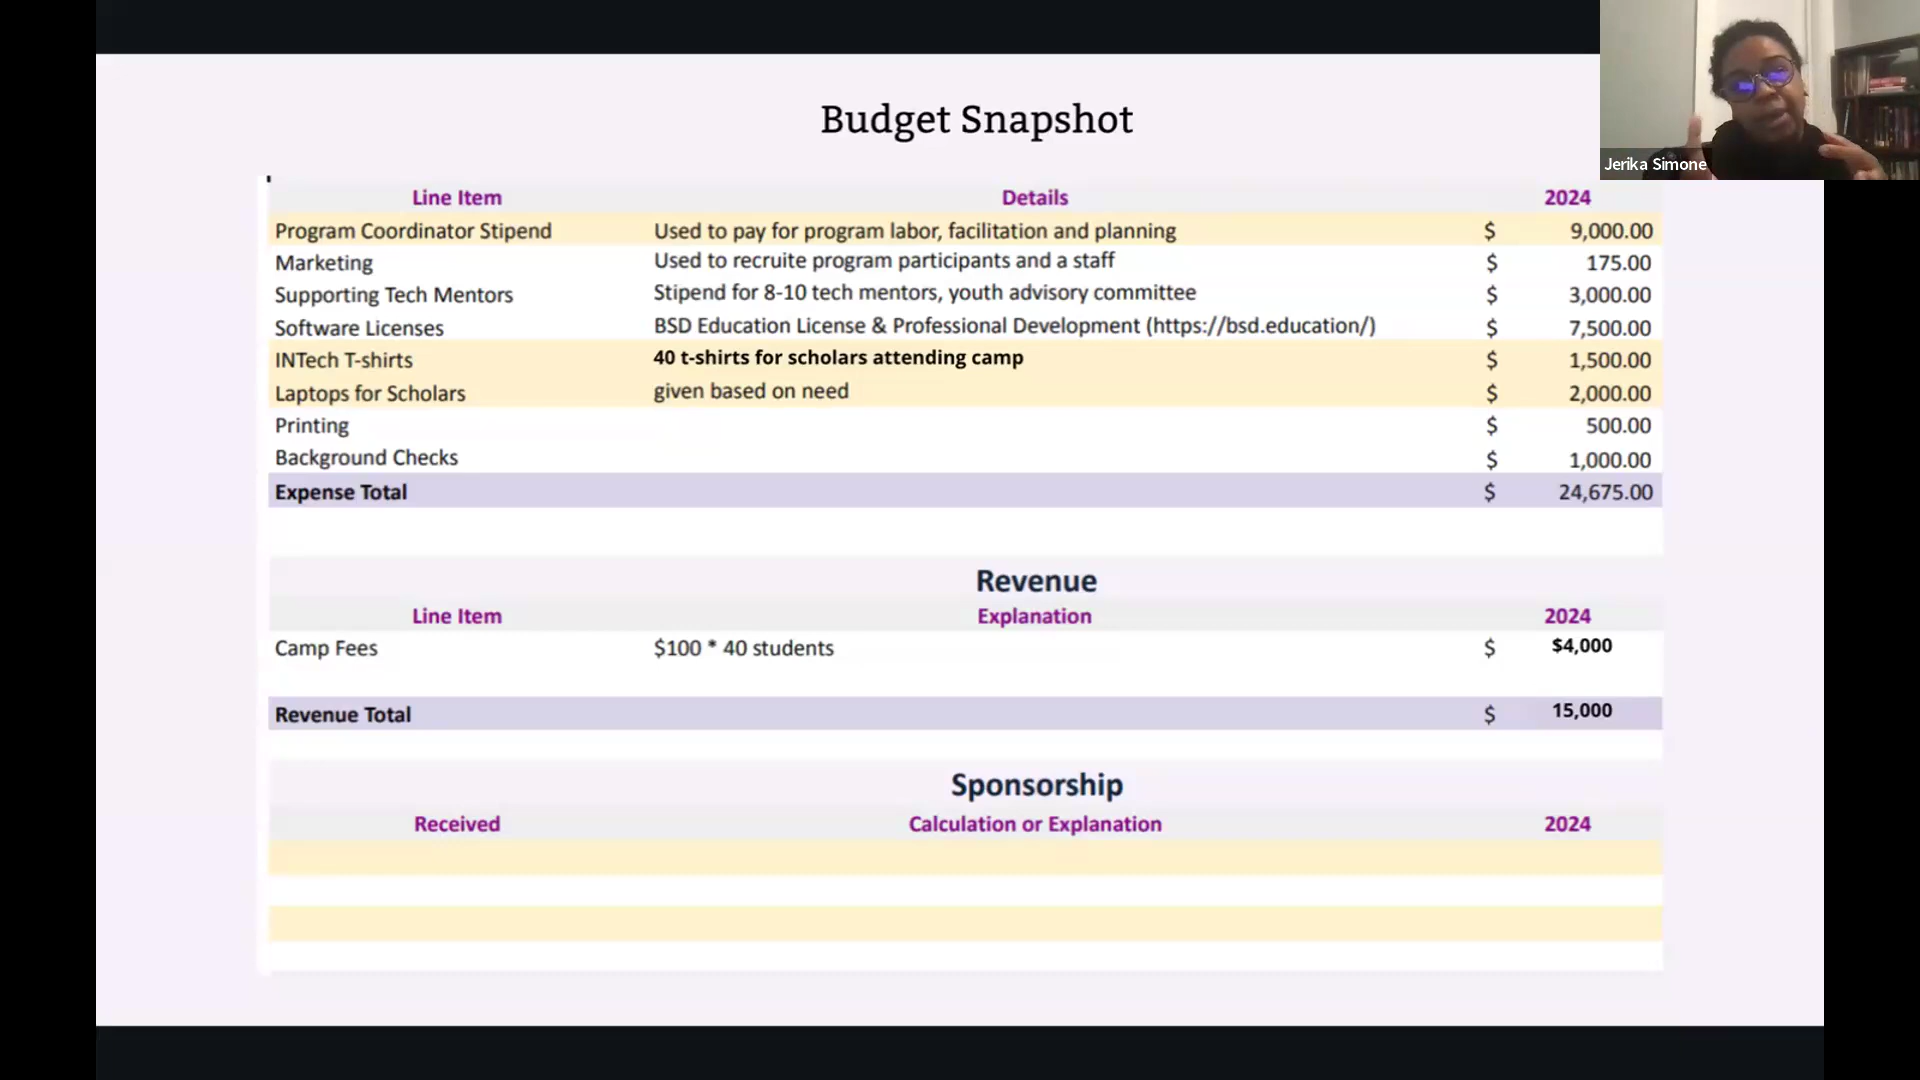 Budget Snapshot
Jerika Simone
Line Item Details 2024
Program Coordinator Stipend Used to pay for program labor, facilitation and planning $ 9,000.00
Marketing Used to recruite program participants and a staff $ 175.00
Supporting Tech Mentors Stipend for 8-10 tech mentors, youth advisory committee $ 3,000.00
Software Licenses BSD Education License & Professional Development (https://bsd.education/) $ 7,500.00
INTech T-shirts 40 t-shirts for scholars attending camp $ 1,500.00
Laptops for Scholars given based on need $ 2,000.00
Printing $ 500.00
Background Checks $ 1,000.00
Expense Total $ 24,675.00
Revenue
Line Item Explanation 2024
Camp Fees $100 * 40 students $ $4,000
Revenue Total $ 15,000
Sponsorship
Received Calculation or Explanation 2024